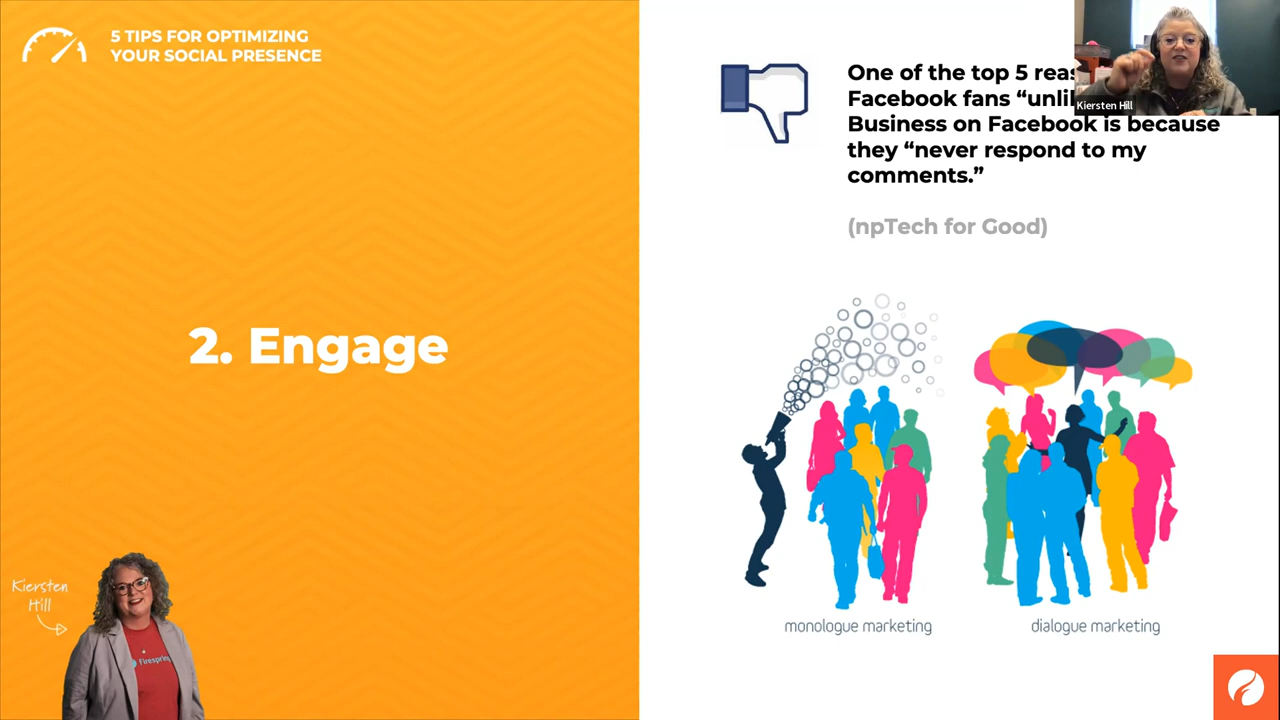 5 TIPS FOR OPTIMIZING
YOUR SOCIAL PRESENCE
2. Engage
Kiersten
Hill
Firespring
One of the top 5
Facebook fans
Business on Facebook is because
they “never respond to my
comments.”
(npTech for Good)
Kiersten Hill
monologue marketing
dialogue marketing